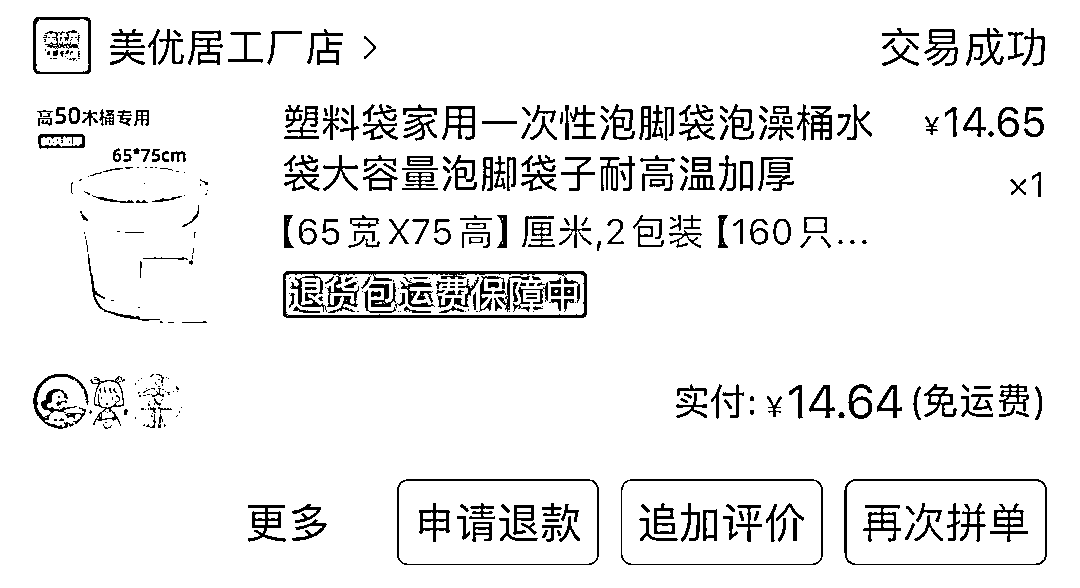 美优居工厂店 >
交易成功
高50木桶专用
65*75cm
塑料袋家用一次性泡脚袋泡澡桶水
袋大容量泡脚袋子耐高温加厚
¥14.65
×1
【65宽X75高】厘米,2包装【160只...
退货包运费保障中
实付: ¥14.64 (免运费)
更多
申请退款
追加评价
再次拼单